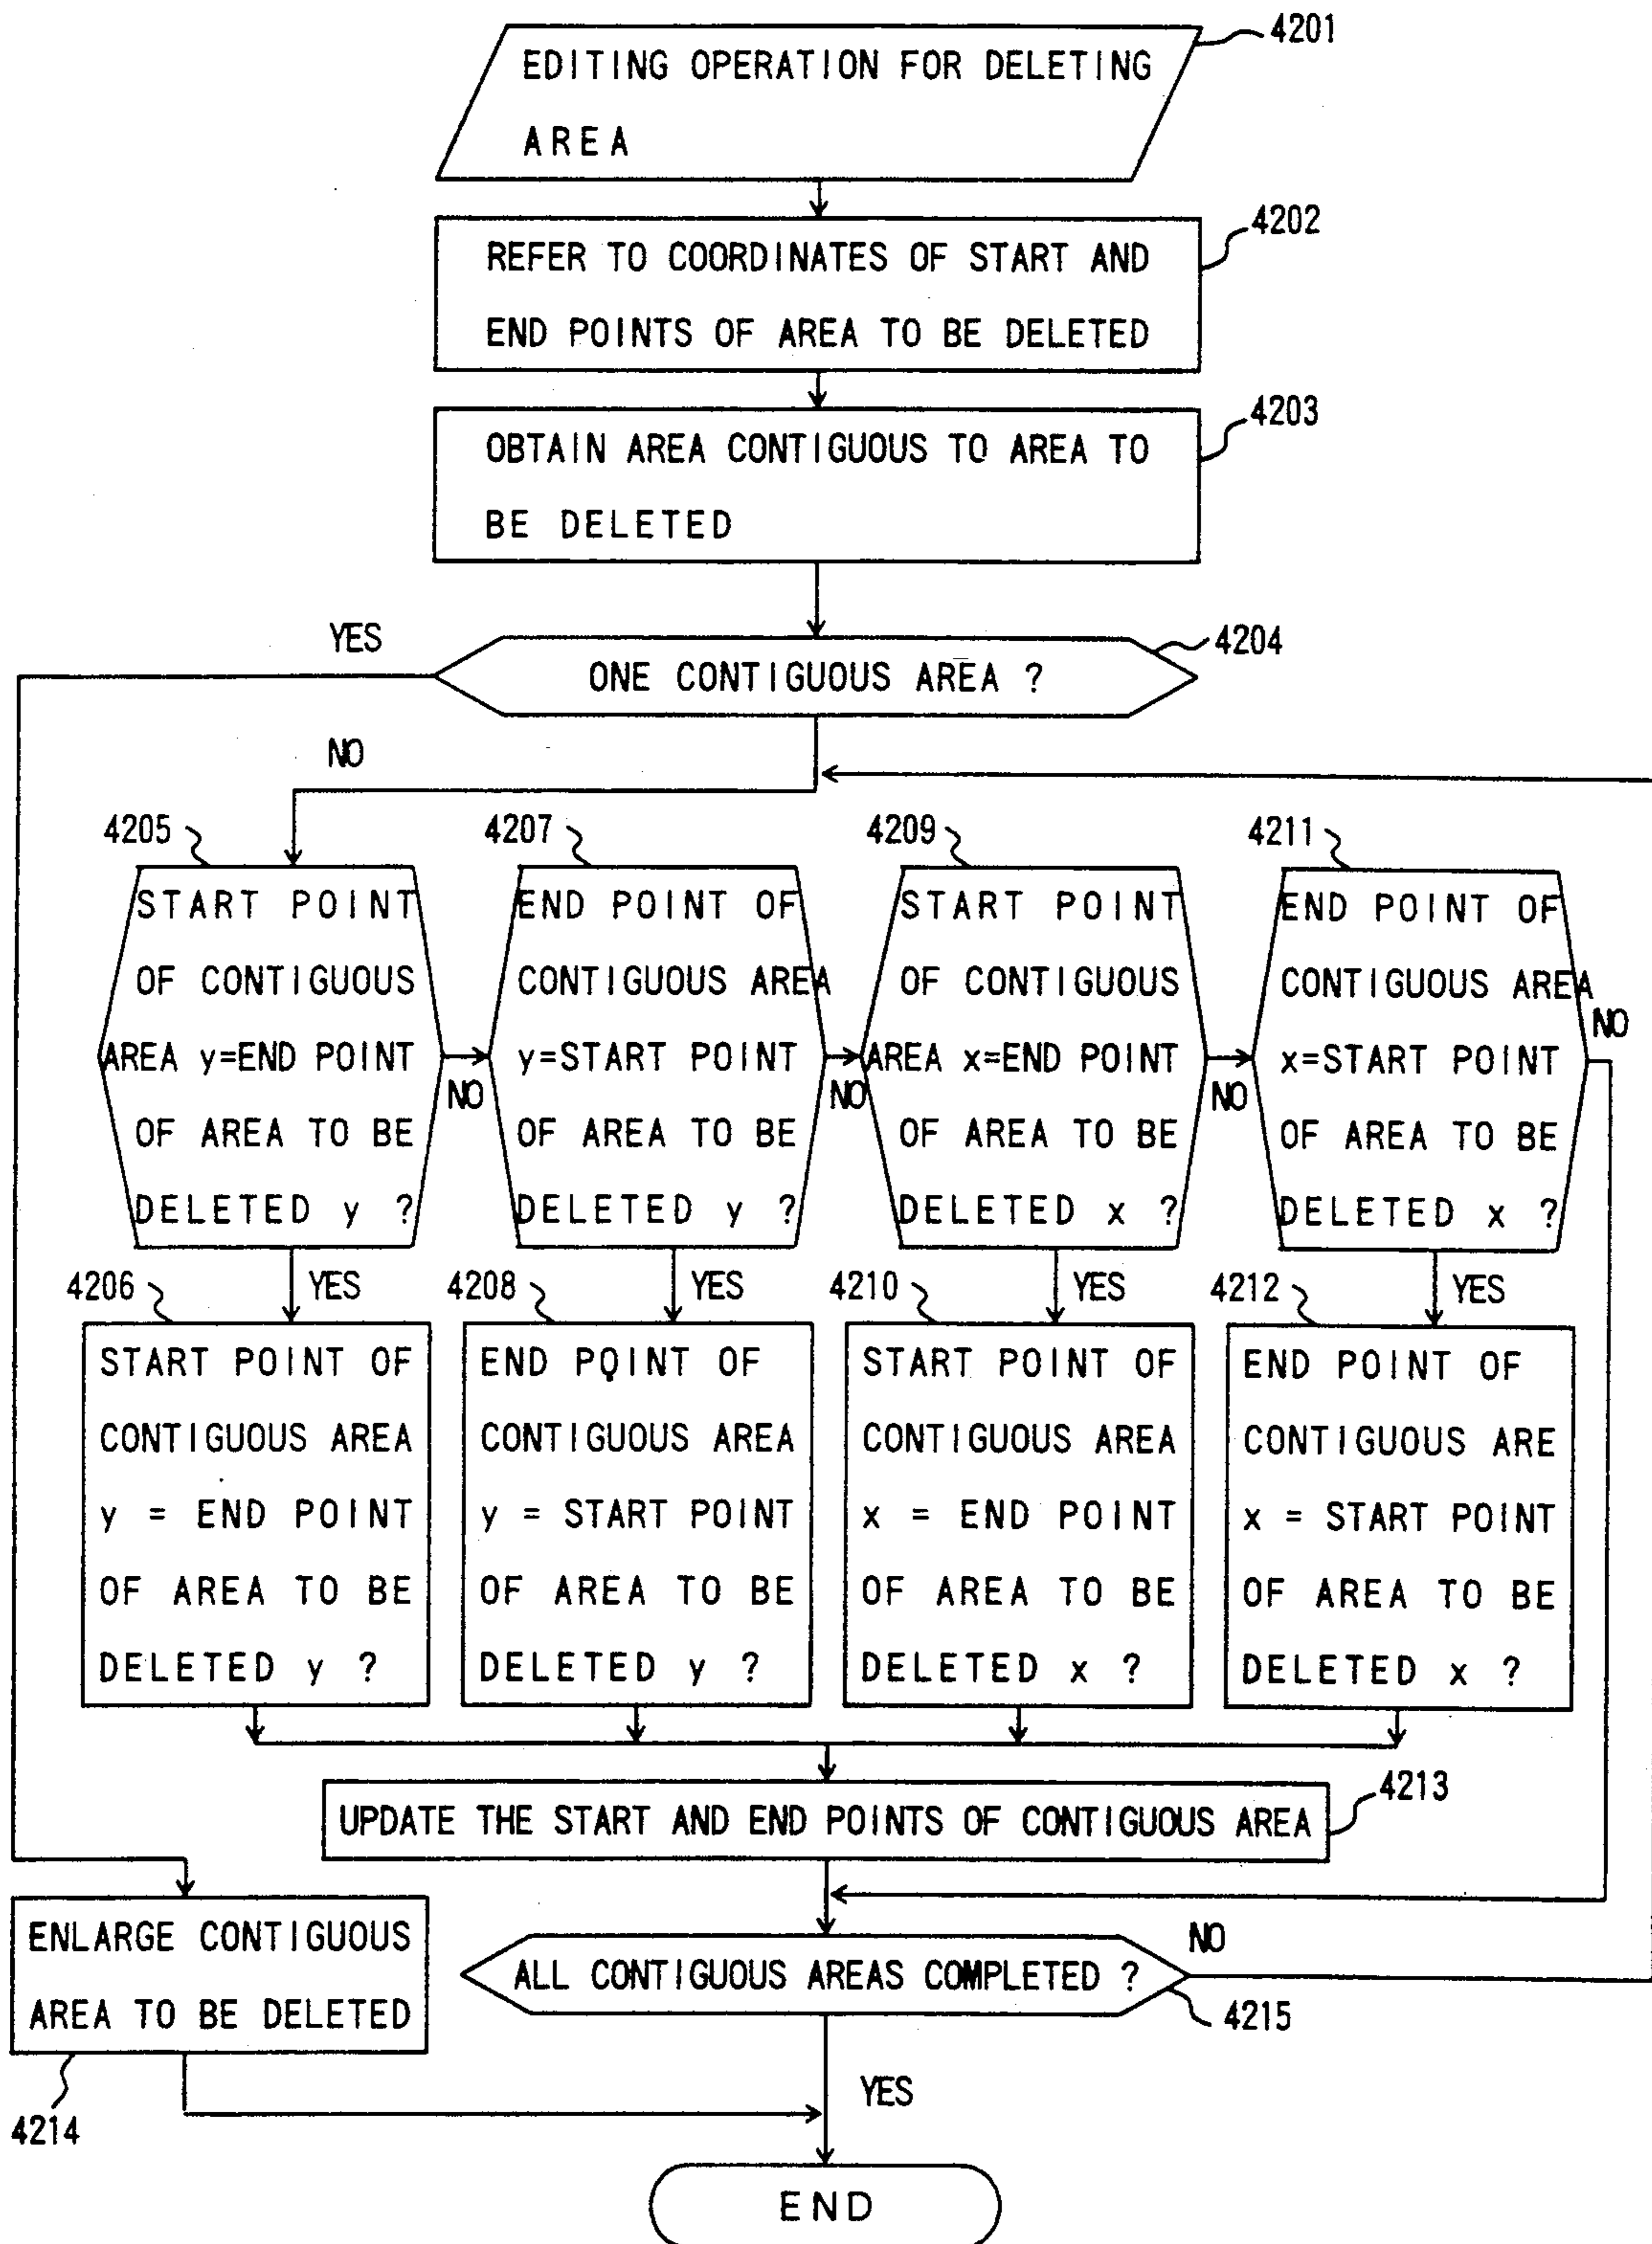 4201
EDITING OPERATION FOR DELETING
AREA
4202
REFER TO COORDINATES OF START AND
END POINTS OF AREA TO BE DELETED
4203
OBTAIN AREA CONTIGUOUS TO AREA TO
BE DELETED
YES
4204
ONE CONTIGUOUS AREA ?
NO
4205
START POINT
OF CONTIGUOUS
AREA y=END POINT
OF AREA TO BE
DELETED y ?
NO
4207
END POINT OF
CONTIGUOUS AREA
y=START POINT
OF AREA TO BE
DELETED y ?
NO
4209
START POINT
OF CONTIGUOUS
AREA x=END POINT
OF AREA TO BE
DELETED x ?
NO
4211
END POINT OF
CONTIGUOUS AREA
x=START POINT
OF AREA TO BE
DELETED x ?
NO
4206
YES
START POINT OF
CONTIGUOUS AREA
y = END POINT
OF AREA TO BE
DELETED y ?
4208
YES
END POINT OF
CONTIGUOUS AREA
y = START POINT
OF AREA TO BE
DELETED y ?
4210
YES
START POINT OF
CONTIGUOUS AREA
x = END POINT
OF AREA TO BE
DELETED x ?
4212
YES
END POINT OF
CONTIGUOUS ARE
x = START POINT
OF AREA TO BE
DELETED x ?
4213
UPDATE THE START AND END POINTS OF CONTIGUOUS AREA
ENLARGE CONTIGUOUS
AREA TO BE DELETED
4214
NO
ALL CONTIGUOUS AREAS COMPLETED ?
4215
YES
END